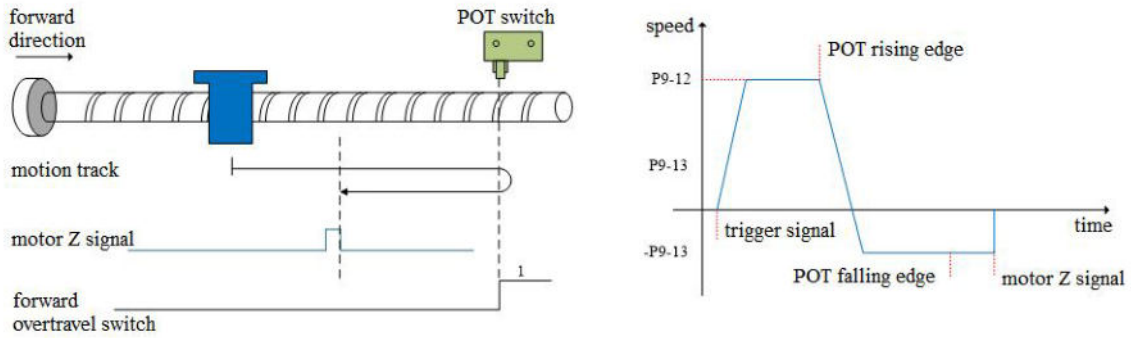 forward
direction
POT switch
motion track
motor Z signal
1
forward
overtravel switch
speed
POT rising edge
P9-12
P9-13
trigger signal
time
-P9-13
POT falling edge
motor Z signal